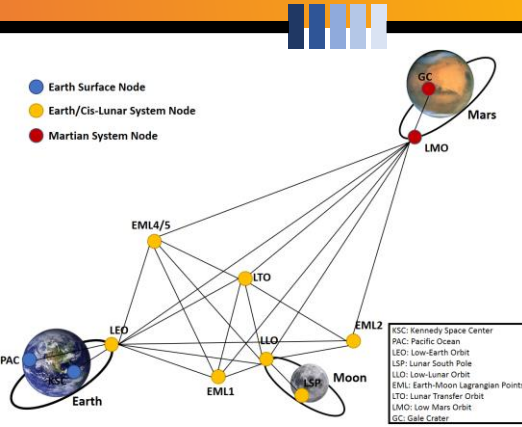 GC
Mars
LMO
Earth Surface Node
Earth/Cis-Lunar System Node
Martian System Node
EML4/5
LTO
LEO
LLO
EML2
PAC
KSC
Earth
EML1
LSP
Moon
KSC: Kennedy Space Center
PAC: Pacific Ocean
LEO: Low-Earth Orbit
LSP: Lunar South Pole
LLO: Low-Lunar Orbit
EML: Earth-Moon Lagrangian Points
LTO: Lunar Transfer Orbit
LMO: Low Mars Orbit
GC: Gale Crater